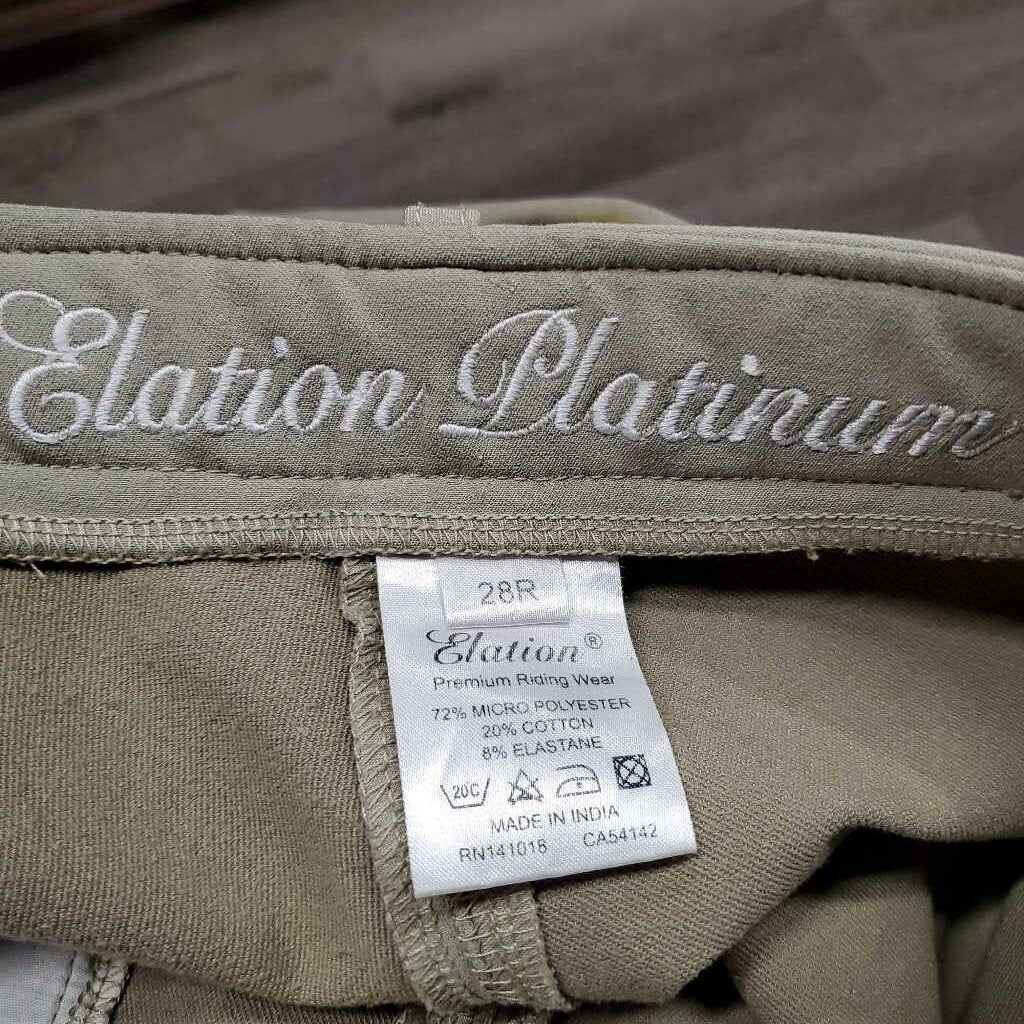 Elation Platinum
28R
Elation®
Premium Riding Wear
72% MICRO POLYESTER
20% COTTON
8% ELASTANE
20C
MADE IN INDIA
RN141018 CA54142